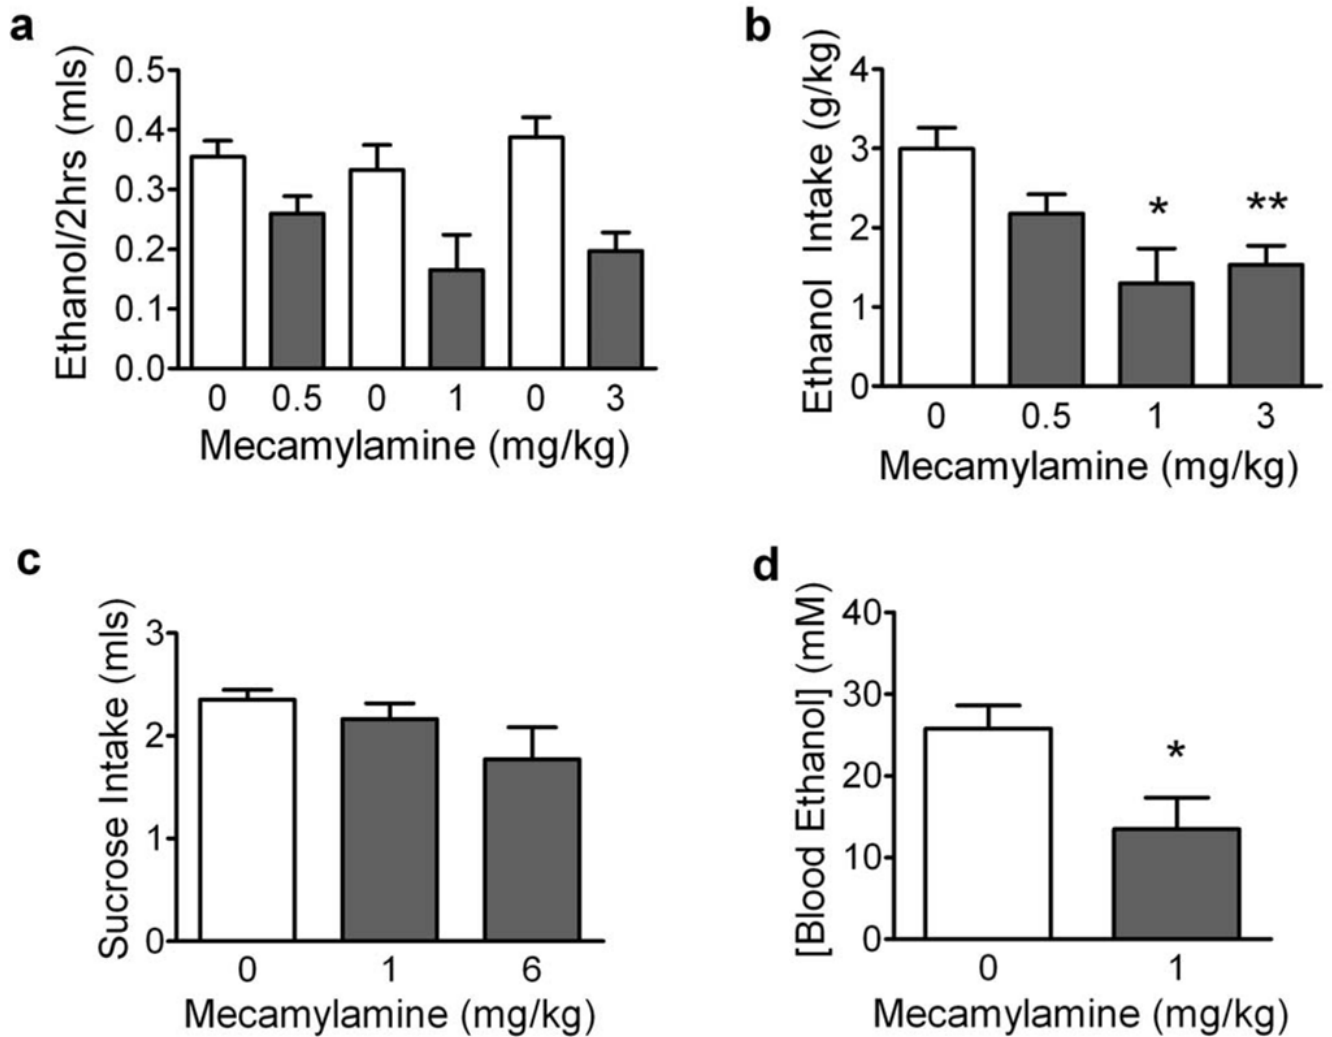 a
Ethanol/2hrs (mls)
0.5
0.4
0.3
0.2
0.1
0.0
0 0.5 0 1 0 3
Mecamylamine (mg/kg)
b
Ethanol Intake (g/kg)
4
3
2
1
0
* **
0 0.5 1 3
Mecamylamine (mg/kg)
c
Sucrose Intake (mls)
3
2
1
0
0 1 6
Mecamylamine (mg/kg)
d
[Blood Ethanol] (mM)
40
30
20
10
0
*
0 1
Mecamylamine (mg/kg)